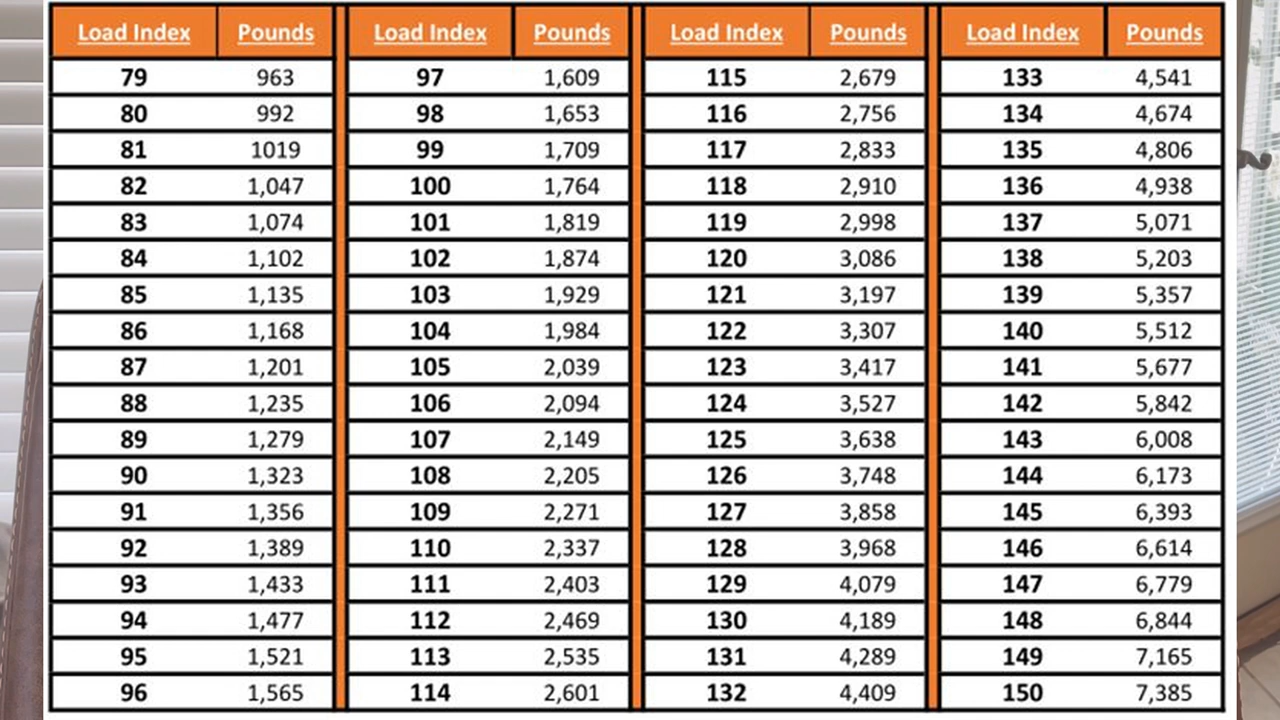 Load Index Pounds Load Index Pounds Load Index Pounds Load Index Pounds
79 963 97 1,609 115 2,679 133 4,541
80 992 98 1,653 116 2,756 134 4,674
81 1019 99 1,709 117 2,833 135 4,806
82 1,047 100 1,764 118 2,910 136 4,938
83 1,074 101 1,819 119 2,998 137 5,071
84 1,102 102 1,874 120 3,086 138 5,203
85 1,135 103 1,929 121 3,197 139 5,357
86 1,168 104 1,984 122 3,307 140 5,512
87 1,201 105 2,039 123 3,417 141 5,677
88 1,235 106 2,094 124 3,527 142 5,842
89 1,279 107 2,149 125 3,638 143 6,008
90 1,323 108 2,205 126 3,748 144 6,173
91 1,356 109 2,271 127 3,858 145 6,393
92 1,389 110 2,337 128 3,968 146 6,614
93 1,433 111 2,403 129 4,079 147 6,779
94 1,477 112 2,469 130 4,189 148 6,844
95 1,521 113 2,535 131 4,289 149 7,165
96 1,565 114 2,601 132 4,409 150 7,385